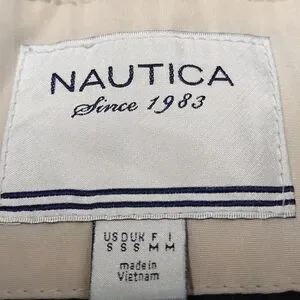 NAUTICA
Since 1983
US D UK F I
S S S M M
made in
Vietnam